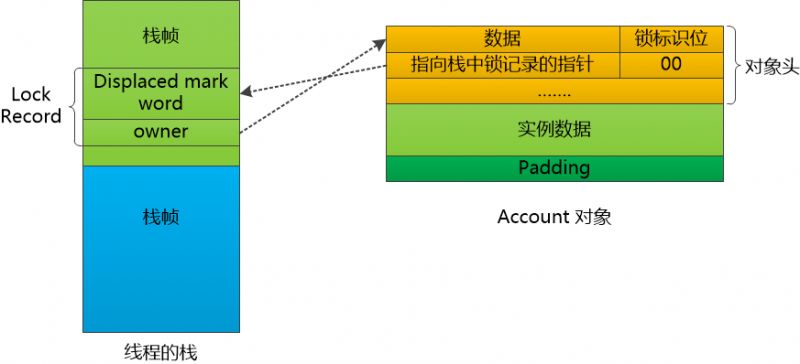 栈帧
Lock
Record
Displaced mark
word
owner
栈帧
线程的栈
数据
锁标识位
指向栈中锁记录的指针
00
.......
对象头
实例数据
Padding
Account 对象